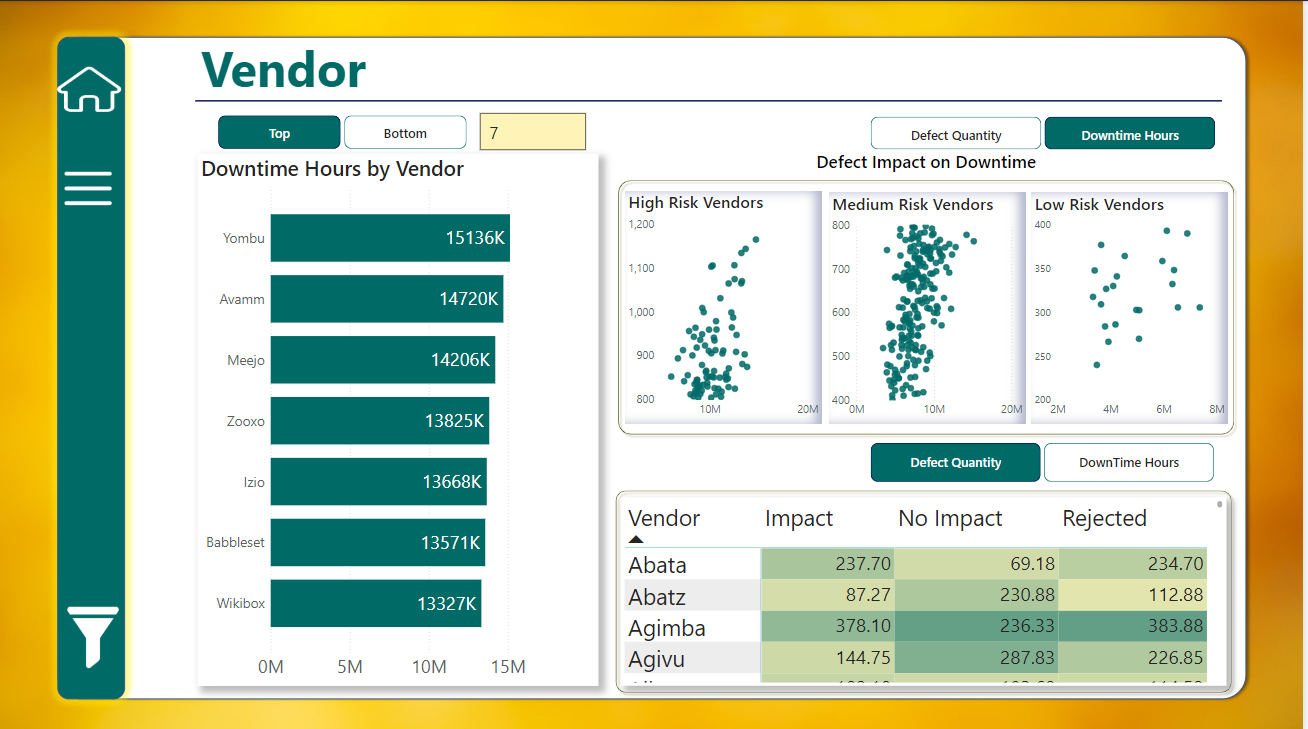 Vendor
Top
Bottom
7
Defect Quantity
Downtime Hours
Downtime Hours by Vendor
Yombu
15136K
Avamm
14720K
Meejo
14206K
Zooxo
13825K
Izio
13668K
Babbleset
13571K
Wikibox
13327K
0M 5M 10M 15M
Defect Impact on Downtime
High Risk Vendors
1,200
1,100
1,000
900
800
10M 20M
Medium Risk Vendors
800
700
600
500
400
0M 10M 20M
Low Risk Vendors
400
350
300
250
200
2M 4M 6M 8M
Defect Quantity
DownTime Hours
Vendor Impact No Impact Rejected
Abata 237.70 69.18 234.70
Abatz 87.27 230.88 112.88
Agimba 378.10 236.33 383.88
Agivu 144.75 287.83 226.85